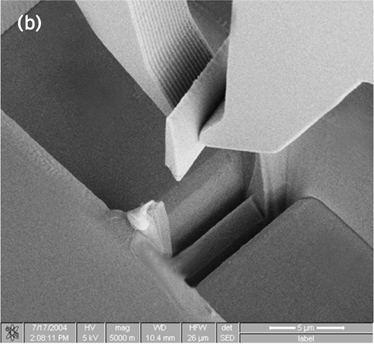 (b)
7/17/2004 HV mag WD HFW det 5 µm
2:08:11 PM 5 kV 5000 m 10.4 mm 26 µm SED label